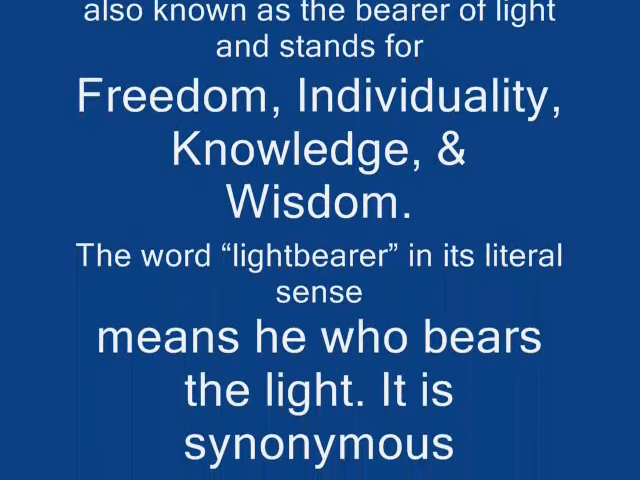 also known as the bearer of light
and stands for
Freedom, Individuality,
Knowledge, &
Wisdom.
The word “lightbearer” in its literal
sense
means he who bears
the light. It is
synonymous